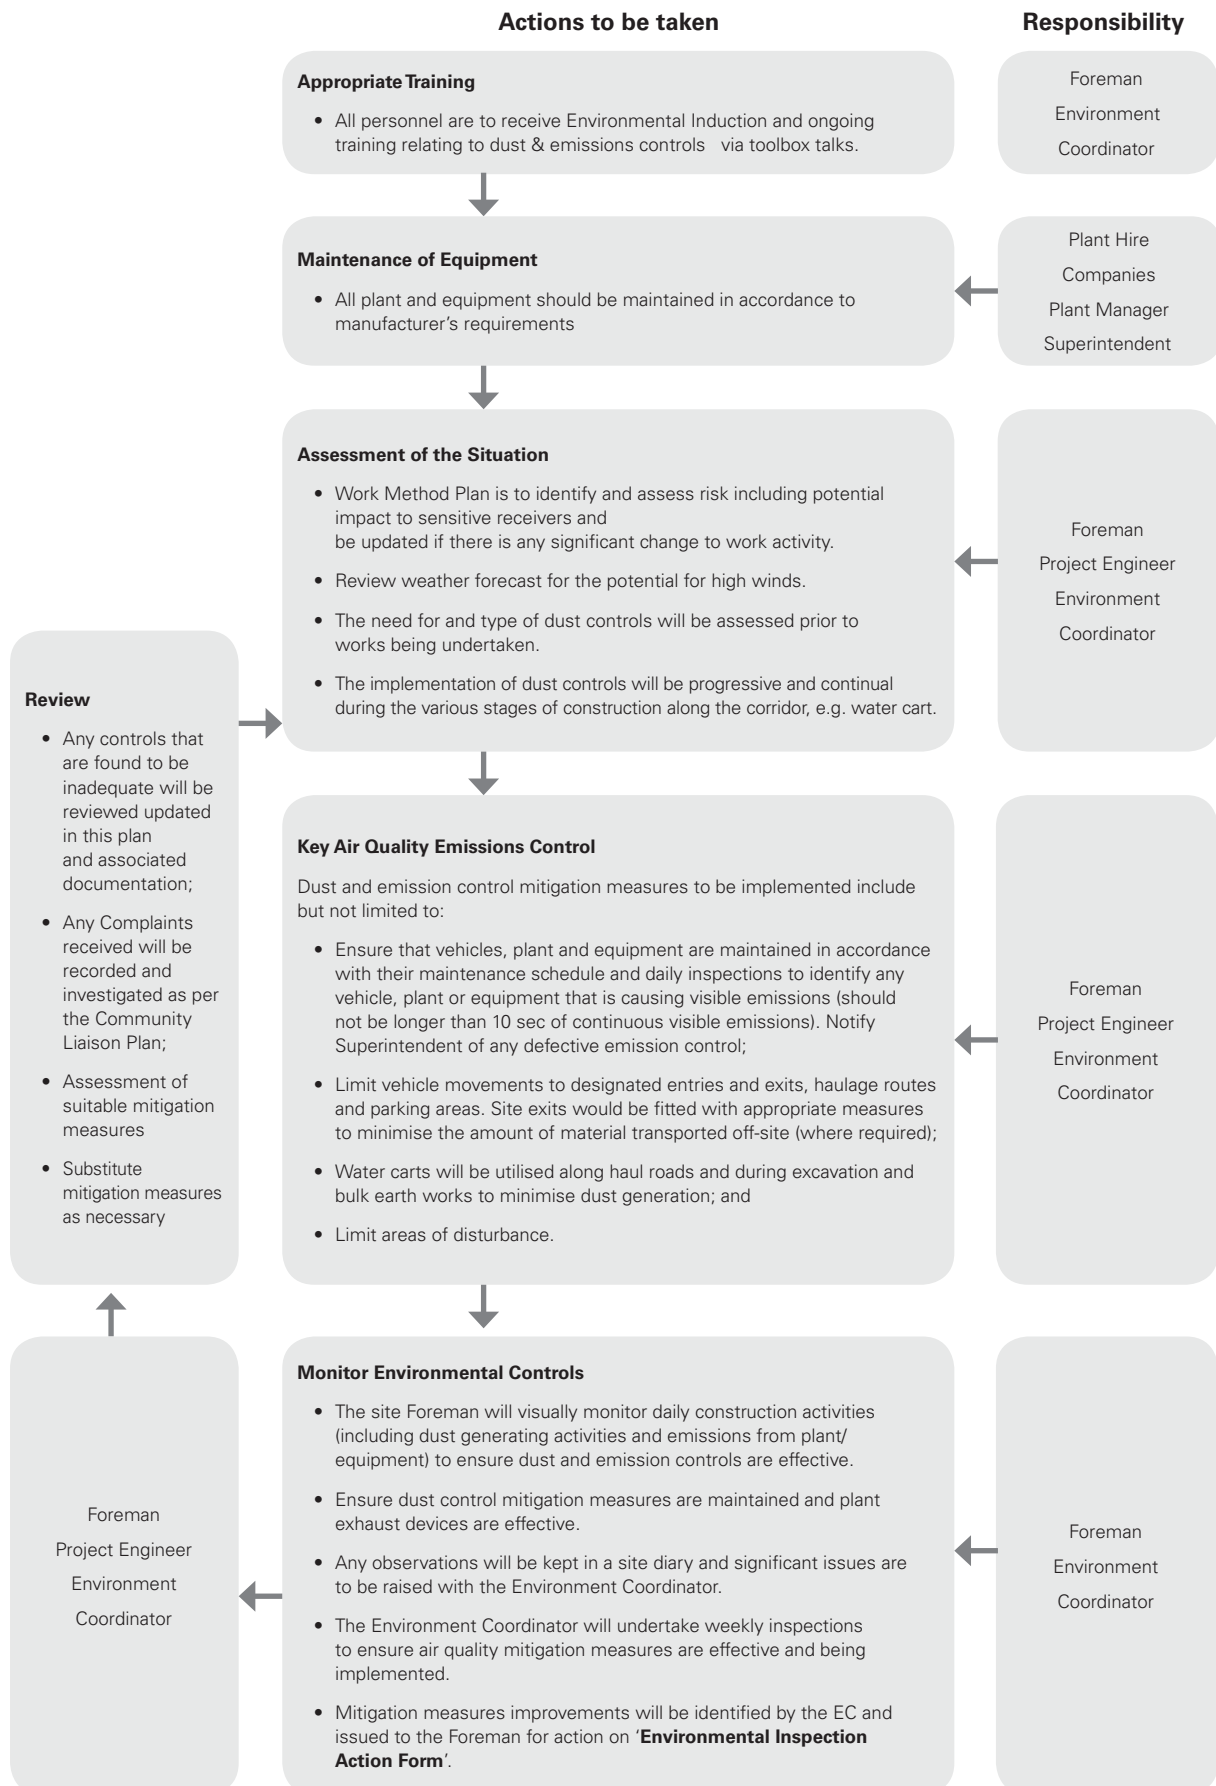 Actions to be taken
Responsibility
Appropriate Training
• All personnel are to receive Environmental Induction and ongoing
training relating to dust & emissions controls   via toolbox talks.
Foreman
Environment
Coordinator
Maintenance of Equipment
• All plant and equipment should be maintained in accordance to
manufacturer's requirements
Plant Hire
Companies
Plant Manager
Superintendent
Assessment of the Situation
• Work Method Plan is to identify and assess risk including potential
impact to sensitive receivers and
be updated if there is any significant change to work activity.
• Review weather forecast for the potential for high winds.
• The need for and type of dust controls will be assessed prior to
works being undertaken.
• The implementation of dust controls will be progressive and continual
during the various stages of construction along the corridor, e.g. water cart.
Foreman
Project Engineer
Environment
Coordinator
Review
• Any controls that
are found to be
inadequate will be
reviewed updated
in this plan
and associated
documentation;
• Any Complaints
received will be
recorded and
investigated as per
the Community
Liaison Plan;
• Assessment of
suitable mitigation
measures
• Substitute
mitigation measures
as necessary
Key Air Quality Emissions Control
Dust and emission control mitigation measures to be implemented include
but not limited to:
• Ensure that vehicles, plant and equipment are maintained in accordance
with their maintenance schedule and daily inspections to identify any
vehicle, plant or equipment that is causing visible emissions (should
not be longer than 10 sec of continuous visible emissions). Notify
Superintendent of any defective emission control;
• Limit vehicle movements to designated entries and exits, haulage routes
and parking areas. Site exits would be fitted with appropriate measures
to minimise the amount of material transported off-site (where required);
• Water carts will be utilised along haul roads and during excavation and
bulk earth works to minimise dust generation; and
• Limit areas of disturbance.
Foreman
Project Engineer
Environment
Coordinator
Foreman
Project Engineer
Environment
Coordinator
Monitor Environmental Controls
• The site Foreman will visually monitor daily construction activities
(including dust generating activities and emissions from plant/
equipment) to ensure dust and emission controls are effective.
• Ensure dust control mitigation measures are maintained and plant
exhaust devices are effective.
• Any observations will be kept in a site diary and significant issues are
to be raised with the Environment Coordinator.
• The Environment Coordinator will undertake weekly inspections
to ensure air quality mitigation measures are effective and being
implemented.
• Mitigation measures improvements will be identified by the EC and
issued to the Foreman for action on 'Environmental Inspection
Action Form'.
Foreman
Environment
Coordinator